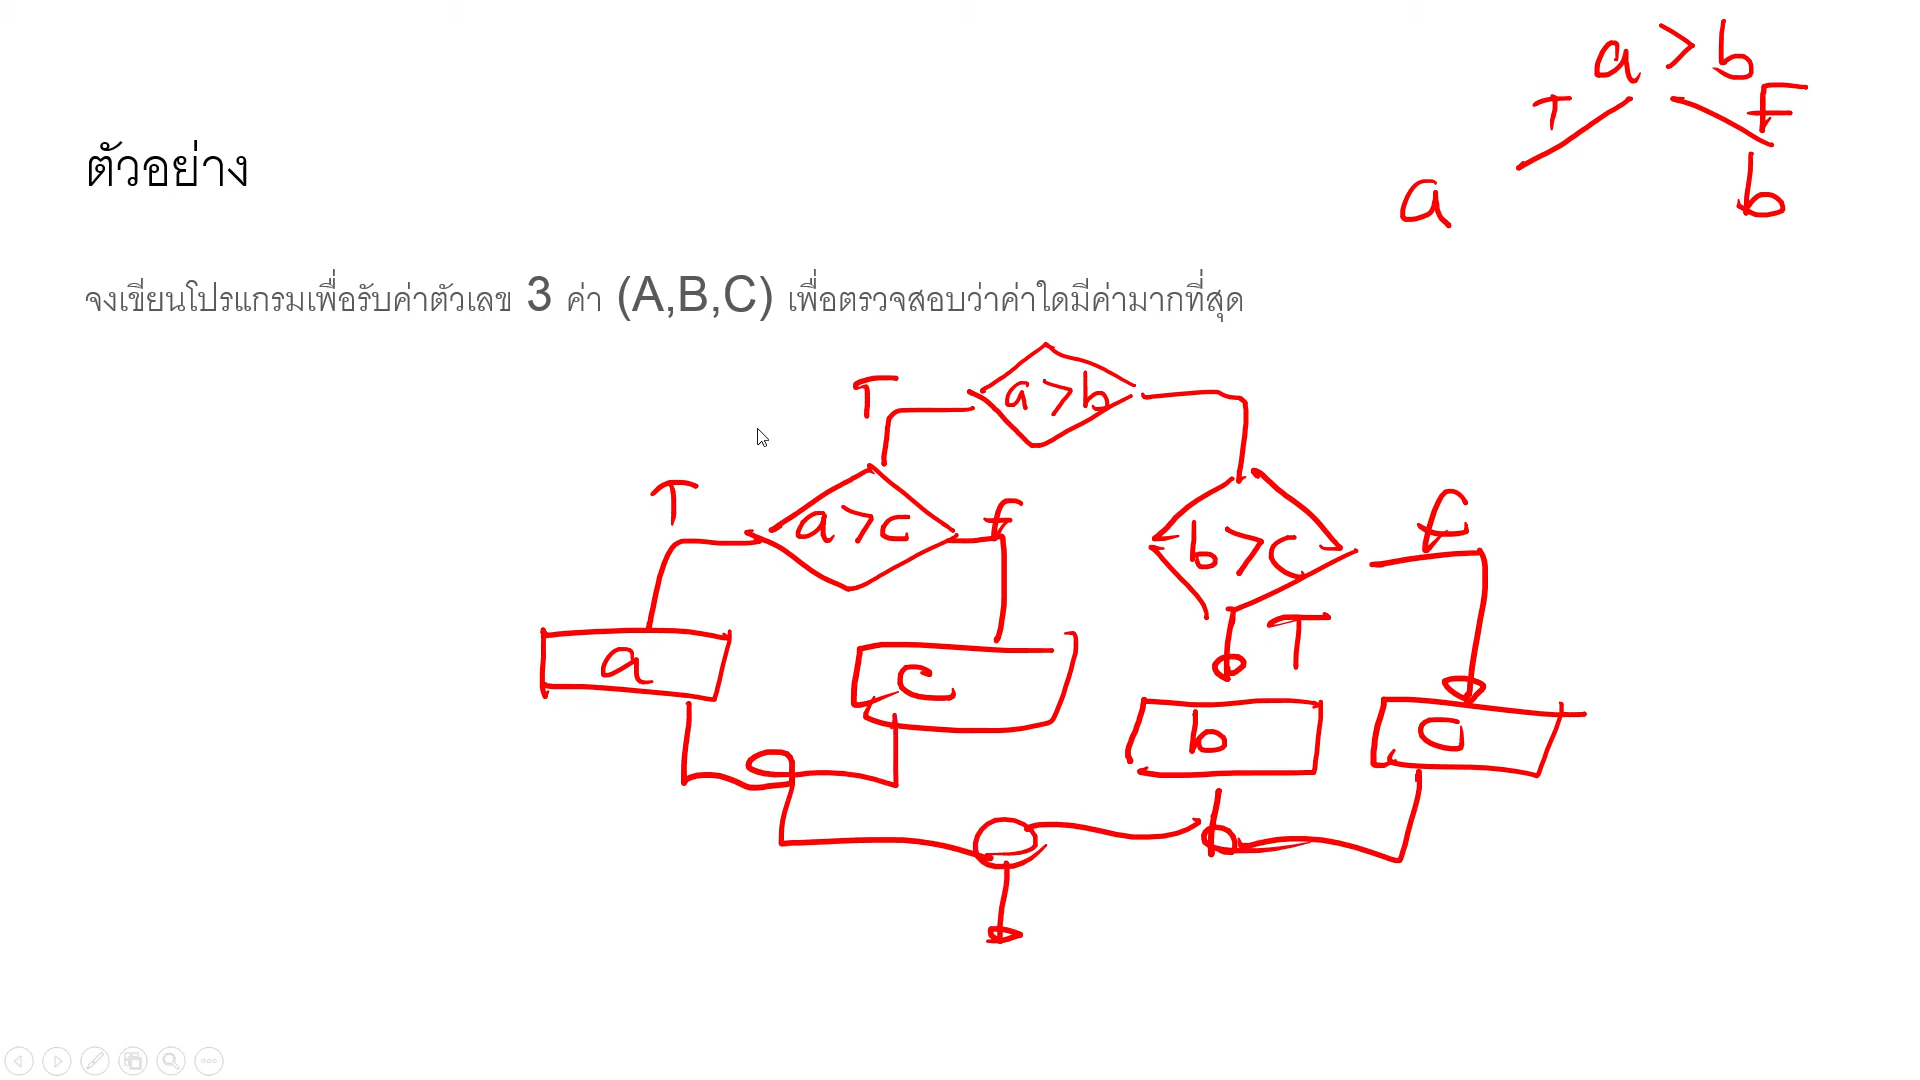 a > b
T F
a b
ตัวอย่าง
จงเขียนโปรแกรมเพื่อรับค่าตัวเลข 3 ค่า (A,B,C) เพื่อตรวจสอบว่าค่าใดมีค่ามากที่สุด
T a>b
T a>c f b>c f
T
a c b